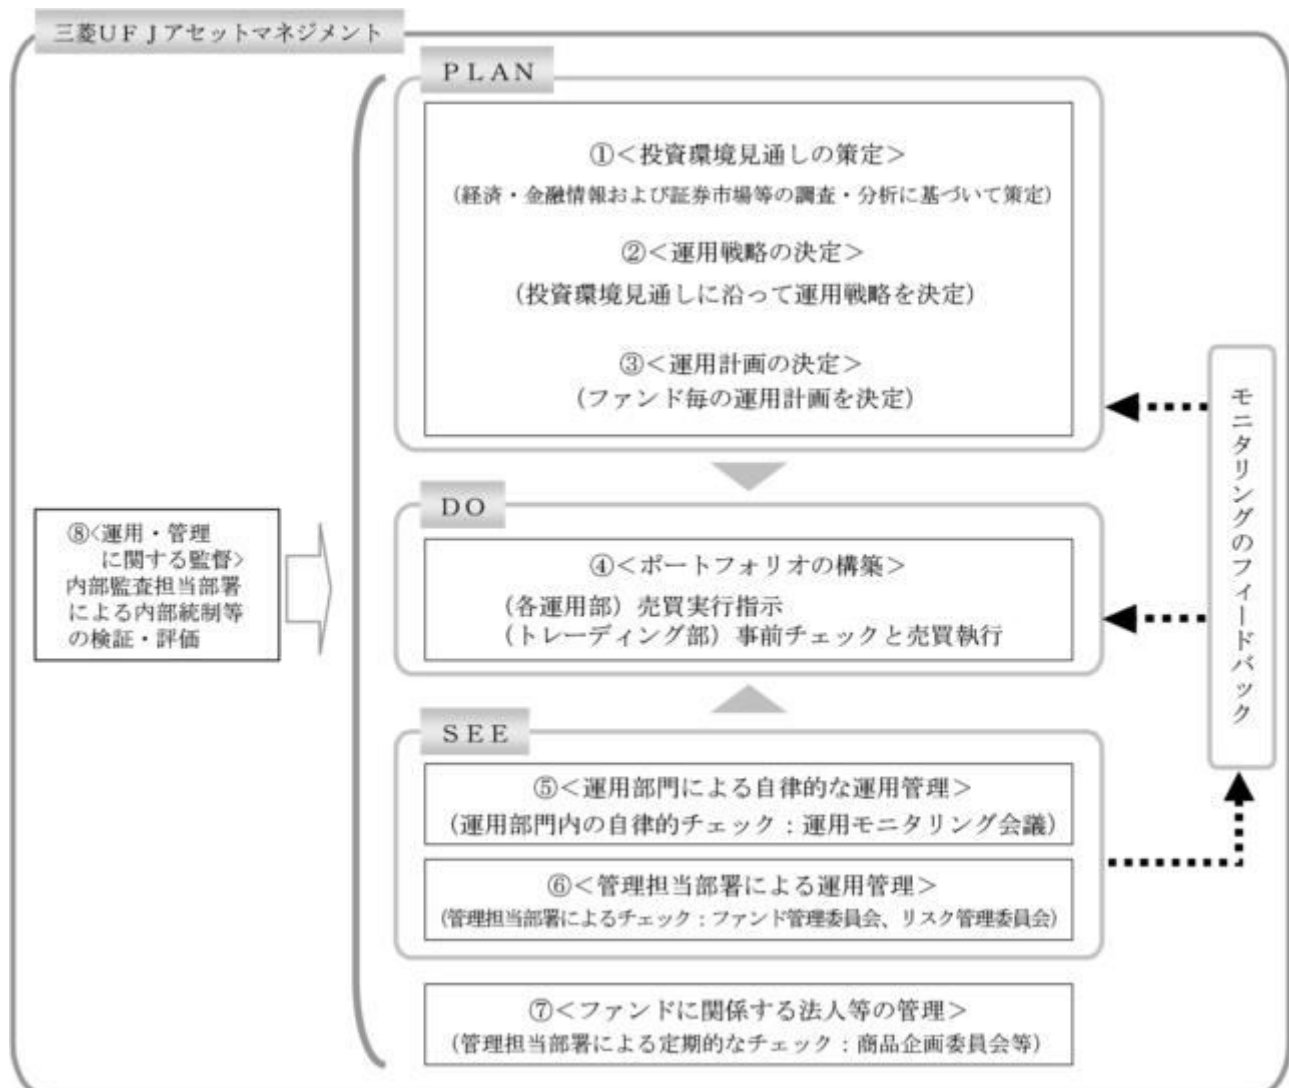 三菱ＵＦＪアセットマネジメント
ＰＬＡＮ
①＜投資環境見通しの策定＞
（経済・金融情報および証券市場等の調査・分析に基づいて策定）
②＜運用戦略の決定＞
（投資環境見通しに沿って運用戦略を決定）
③＜運用計画の決定＞
（ファンド毎の運用計画を決定）
ＤＯ
④＜ポートフォリオの構築＞
（各運用部）売買実行指示
（トレーディング部）事前チェックと売買執行
ＳＥＥ
⑤＜運用部門による自律的な運用管理＞
（運用部門内の自律的チェック：運用モニタリング会議）
⑥＜管理担当部署による運用管理＞
（管理担当部署によるチェック：ファンド管理委員会、リスク管理委員会）
⑦＜ファンドに関係する法人等の管理＞
（管理担当部署による定期的なチェック：商品企画委員会等）
⑧＜運用・管理
に関する監督＞
内部監査担当部署
による内部統制等
の検証・評価
モニタリングのフィードバック